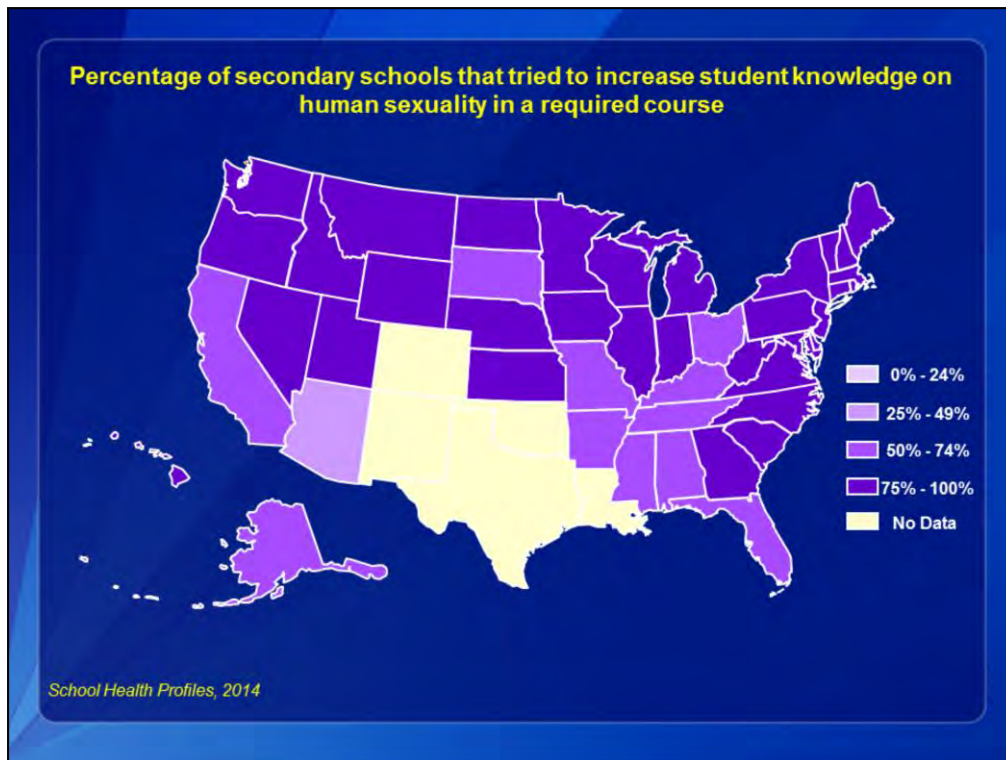 Percentage of secondary schools that tried to increase student knowledge on
human sexuality in a required course
0% - 24%
25% - 49%
50% - 74%
75% - 100%
No Data
School Health Profiles, 2014